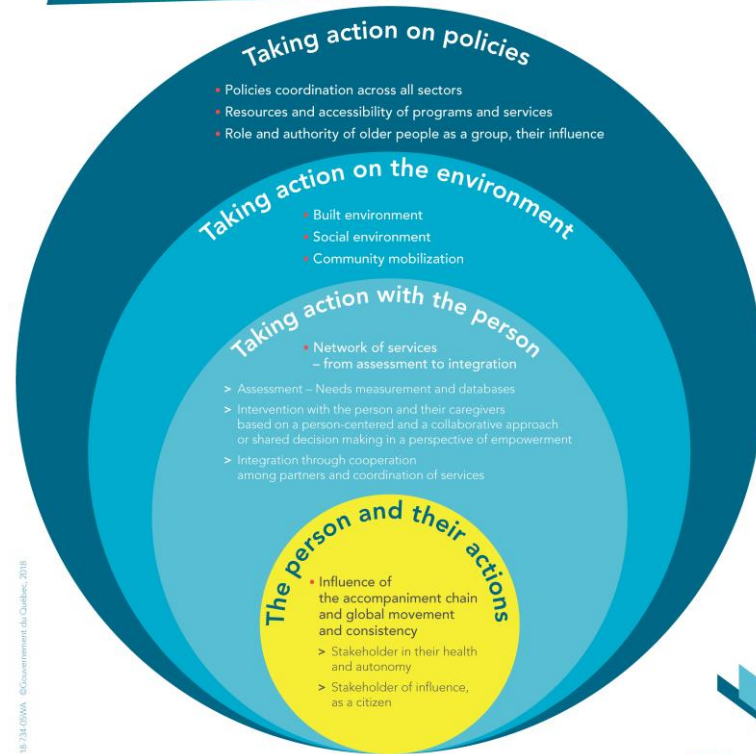 Taking action on policies
• Policies coordination across all sectors
• Resources and accessibility of programs and services
• Role and authority of older people as a group, their influence
Taking action on the environment
• Built environment
• Social environment
• Community mobilization
Taking action with the person
• Network of services
– from assessment to integration
> Assessment – Needs measurement and databases
> Intervention with the person and their caregivers
based on a person-centered and a collaborative approach
or shared decision making in a perspective of empowerment
> Integration through cooperation
among partners and coordination of services
The person and their actions
• Influence of
the accompaniment chain
and global movement
and consistency
> Stakeholder in their health
and autonomy
> Stakeholder of influence,
as a citizen
18-734-05WA ©Gouvernement du Québec, 2018